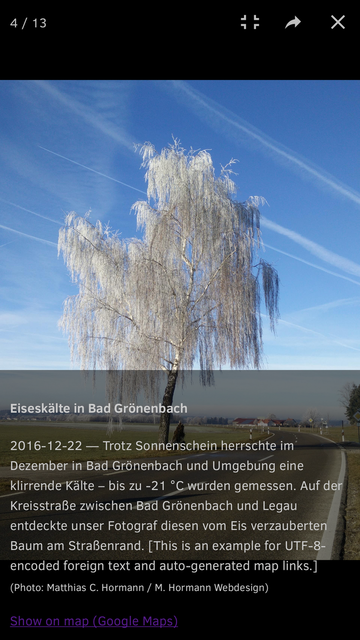 4 / 13
Eiseskälte in Bad Grönenbach
2016-12-22 — Trotz Sonnenschein herrschte im
Dezember in Bad Grönenbach und Umgebung eine
klirrende Kälte – bis zu -21 °C wurden gemessen. Auf der
Kreisstraße zwischen Bad Grönenbach und Legau
entdeckte unser Fotograf diesen vom Eis verzauberten
Baum am Straßenrand. [This is an example for UTF-8-
encoded foreign text and auto-generated map links.]
(Photo: Matthias C. Hormann / M. Hormann Webdesign)
Show on map (Google Maps)